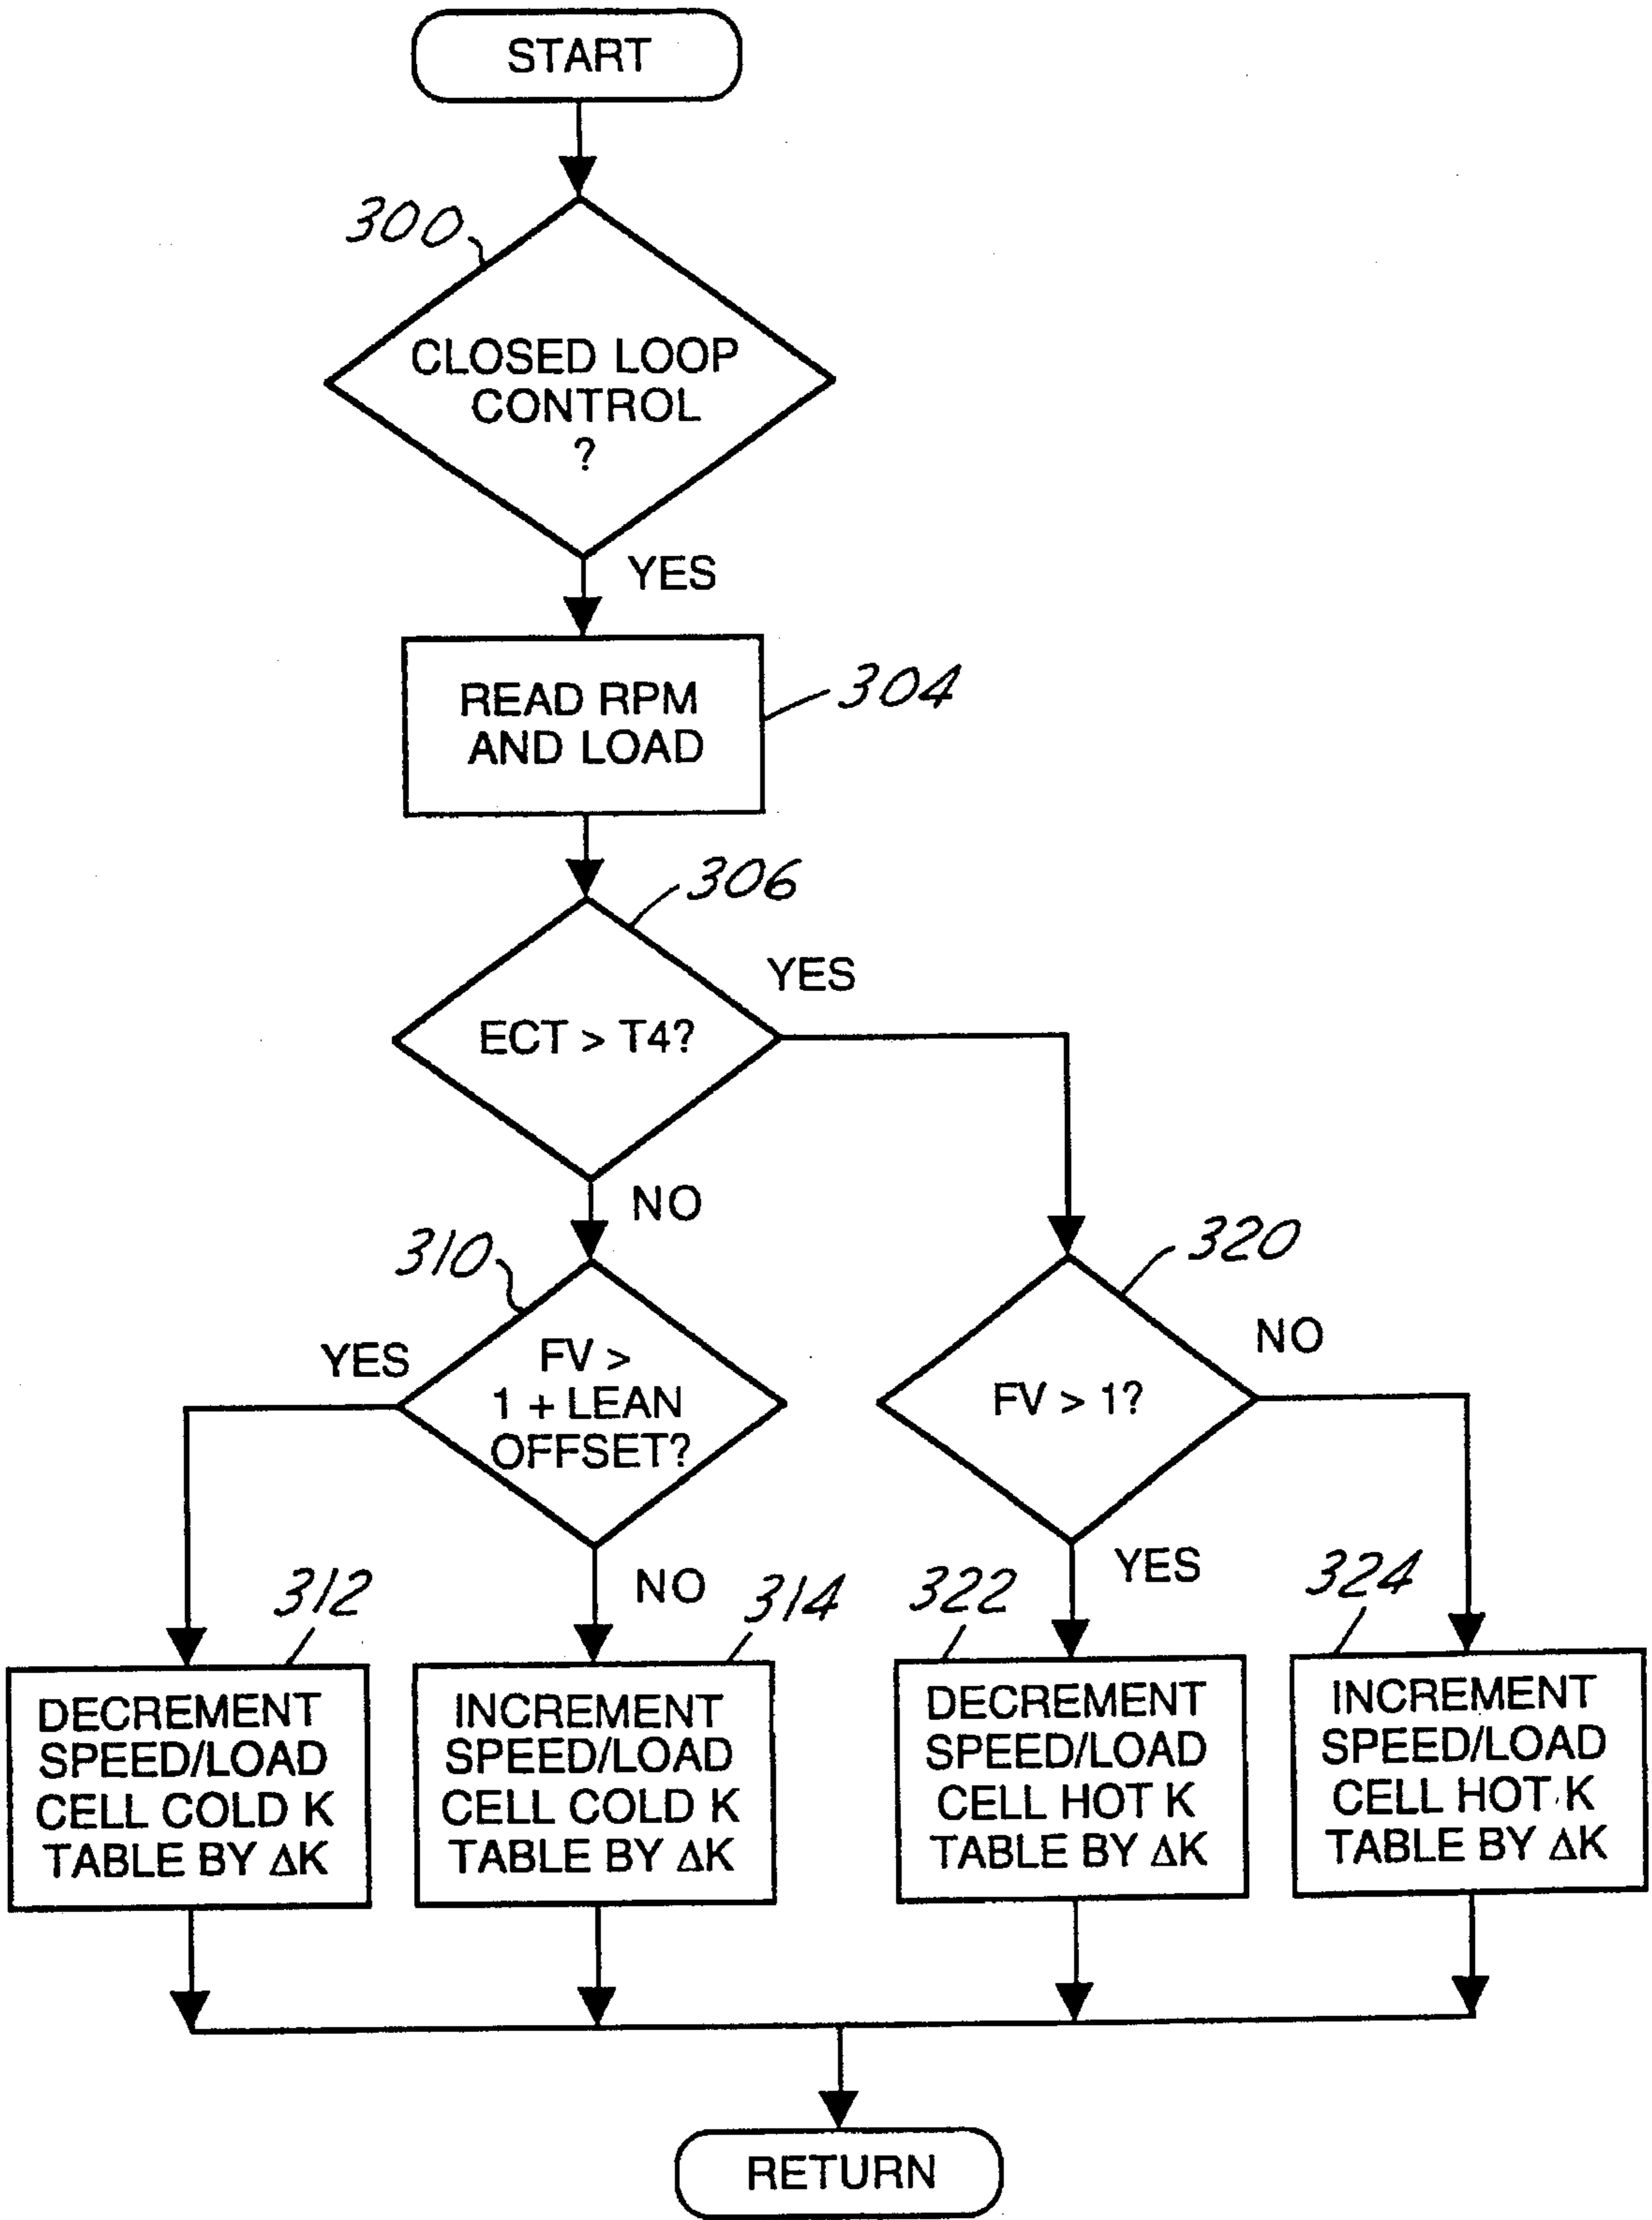 START
300
CLOSED LOOP
CONTROL
?
YES
READ RPM
AND LOAD
304
306
YES
ECT > T4?
NO
310
320
YES
FV >
1 + LEAN
OFFSET?
NO
FV > 1?
312
NO
314
322
YES
324
DECREMENT
SPEED/LOAD
CELL COLD K
TABLE BY ΔK
INCREMENT
SPEED/LOAD
CELL COLD K
TABLE BY ΔK
DECREMENT
SPEED/LOAD
CELL HOT K
TABLE BY ΔK
INCREMENT
SPEED/LOAD
CELL HOT K
TABLE BY ΔK
RETURN